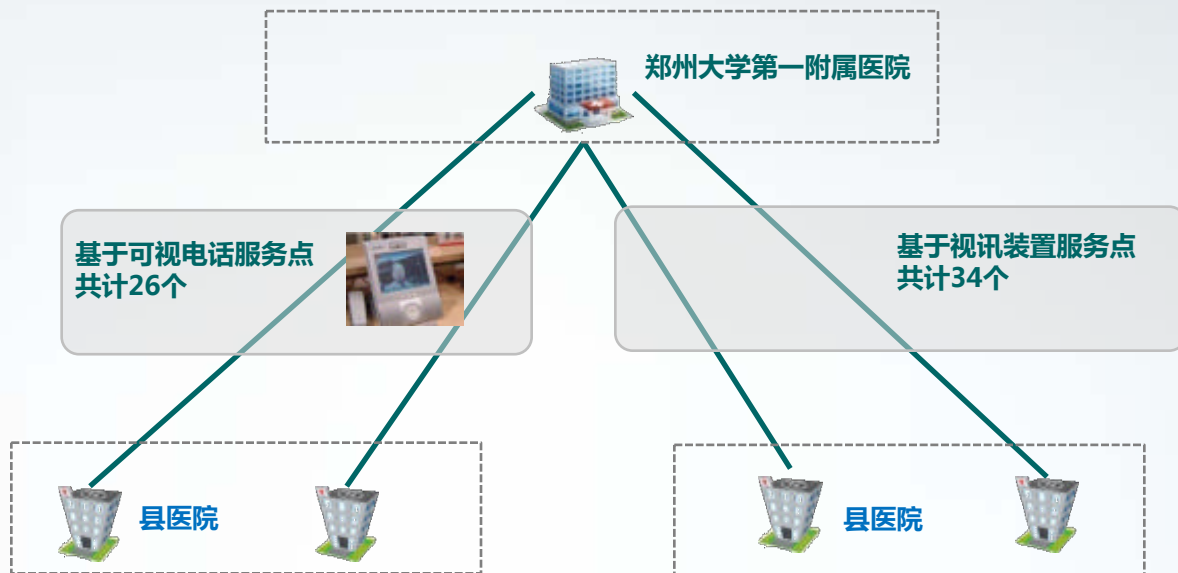 郑州大学第一附属医院
基于可视电话服务点
共计26个
基于视讯装置服务点
共计34个
县医院
县医院